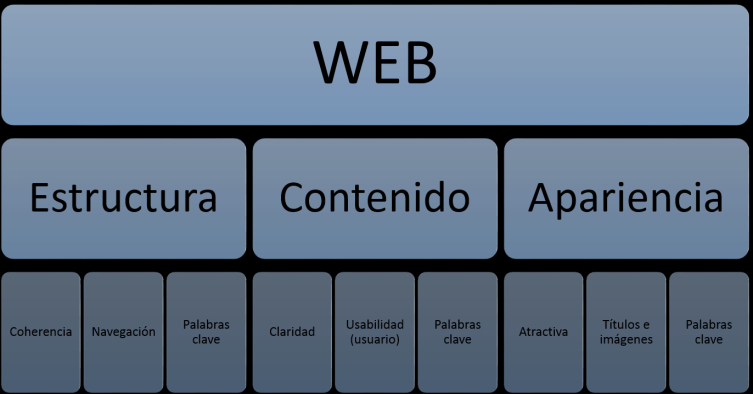 WEB
Estructura
Contenido
Apariencia
Coherencia
Navegación
Palabras
clave
Claridad
Usabilidad
(usuario)
Palabras
clave
Atractiva
Títulos e
imágenes
Palabras
clave